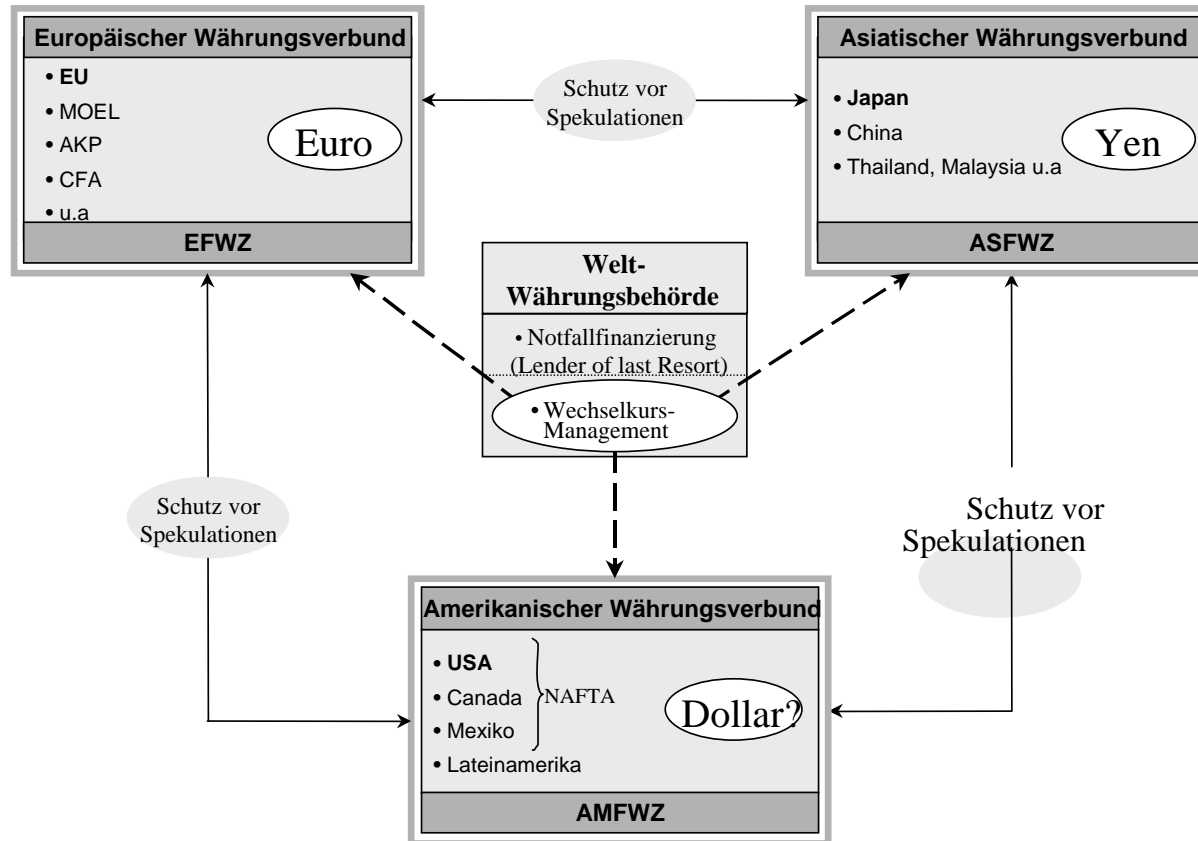 Europäischer Währungsverbund
• EU
• MOEL
• AKP
• CFA
• u.a
Euro
EFWZ
Schutz vor
Spekulationen
Asiatischer Währungsverbund
• Japan
• China
• Thailand, Malaysia u.a
Yen
ASFWZ
Welt-
Währungsbehörde
• Notfallfinanzierung
(Lender of last Resort)
• Wechselkurs-
Management
Schutz vor
Spekulationen
Schutz vor
Spekulationen
Amerikanischer Währungsverbund
• USA
• Canada
• Mexiko
NAFTA
• Lateinamerika
Dollar?
AMFWZ